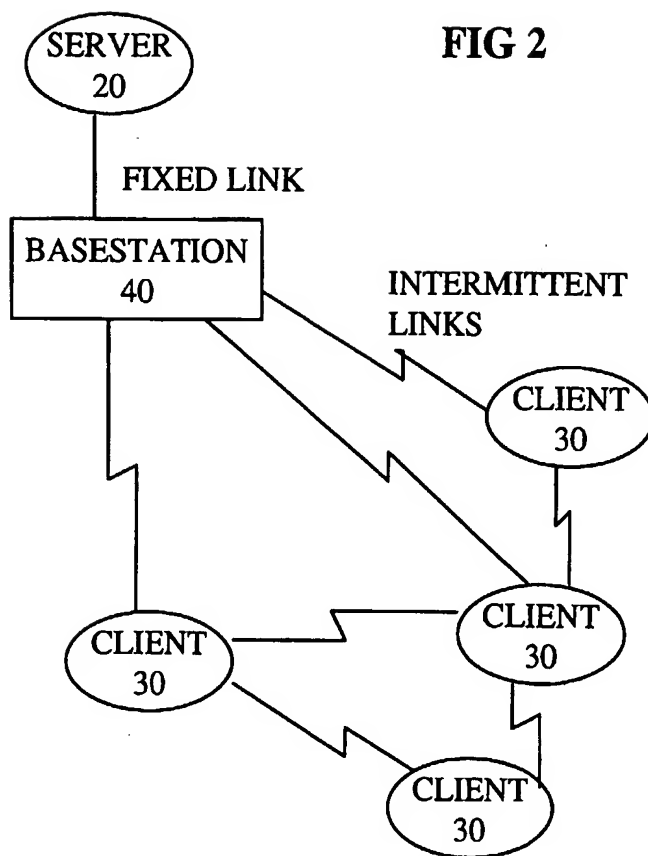 FIG 2
SERVER
20
FIXED LINK
BASESTATION
40
INTERMITTENT
LINKS
CLIENT
30
CLIENT
30
CLIENT
30
CLIENT
30